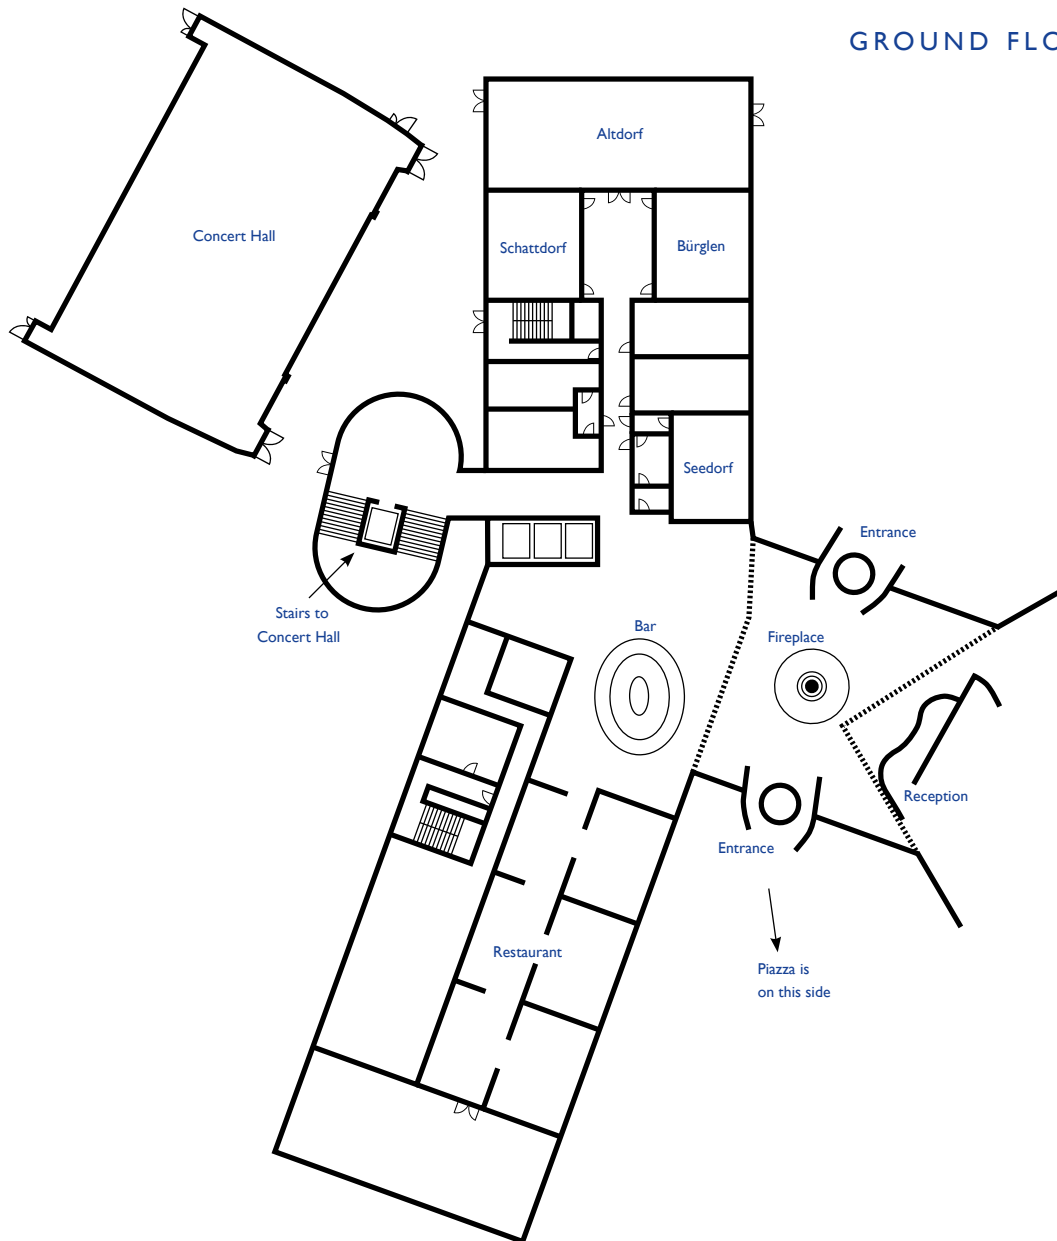 GROUND FLO
Altdorf
Concert Hall
Schattdorf
Bürglen
Seedorf
Entrance
Stairs to
Concert Hall
Bar
Fireplace
Reception
Entrance
Restaurant
Piazza is
on this side